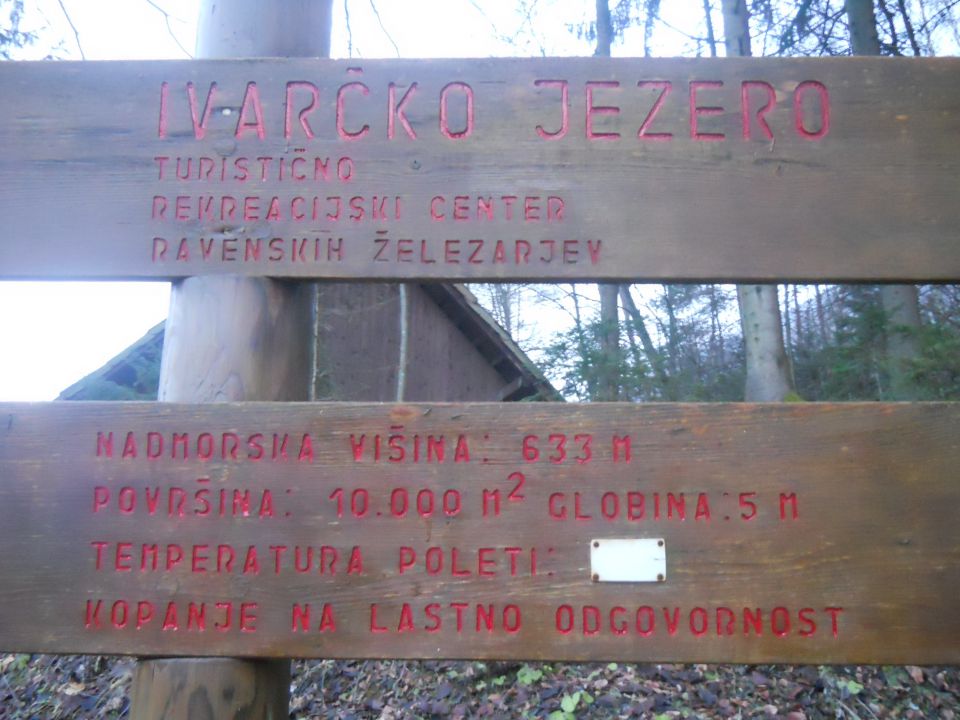 IVARČKO JEZERO
TURISTIČNO
REKREACIJSKI CENTER
RAVENSKIH ŽELEZARJEV
NADMORSKA VIŠINA: 633 M
POVRŠINA: 10.000 M² GLOBINA: 5 M
TEMPERATURA POLETI:
KOPANJE NA LASTNO ODGOVORNOST